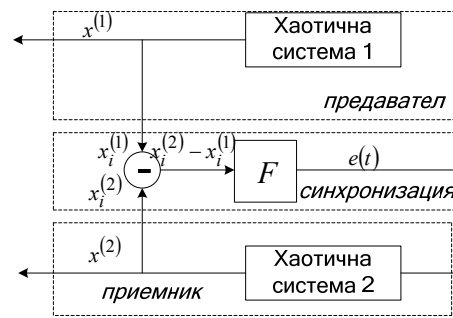 x^{(1)}
Хаотична
система 1
предавател
x_i^{(1)}
x_i^{(2)} - x_i^{(1)}
-
x_i^{(2)}
F
e(t)
синхронизация
x^{(2)}
Хаотична
система 2
приемник